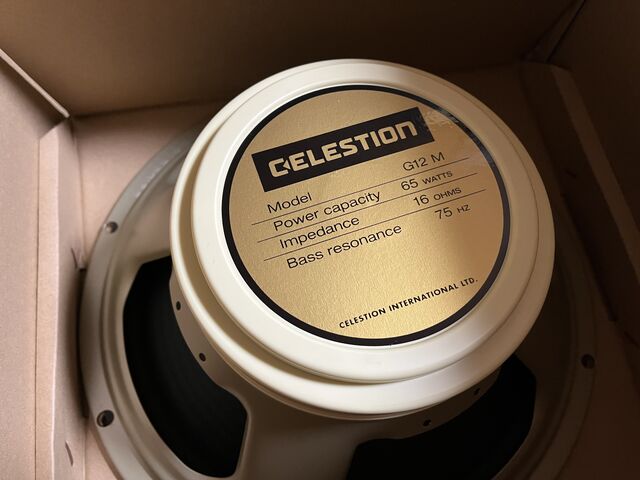 CELESTION
Model G12 M
Power capacity 65 WATTS
Impedance 16 OHMS
Bass resonance 75 HZ
CELESTION INTERNATIONAL LTD.